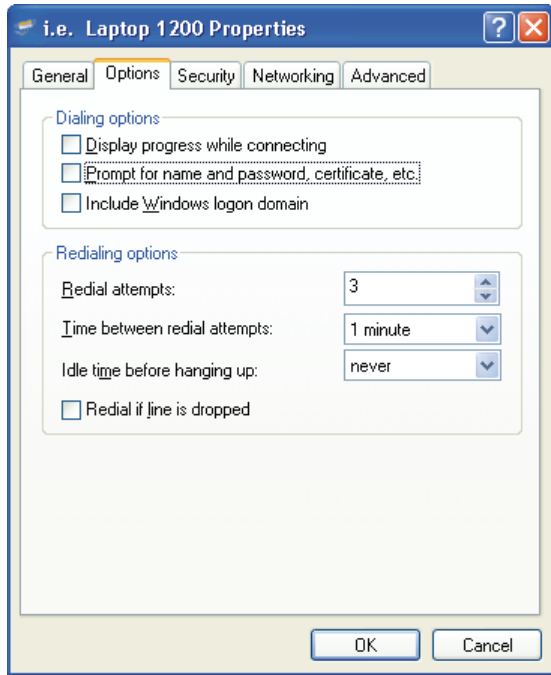 i.e.  Laptop 1200 Properties
General Options Security Networking Advanced
Dialing options
Display progress while connecting
Prompt for name and password, certificate, etc.
Include Windows logon domain
Redialing options
Redial attempts: 3
Time between redial attempts: 1 minute
Idle time before hanging up: never
Redial if line is dropped
OK Cancel